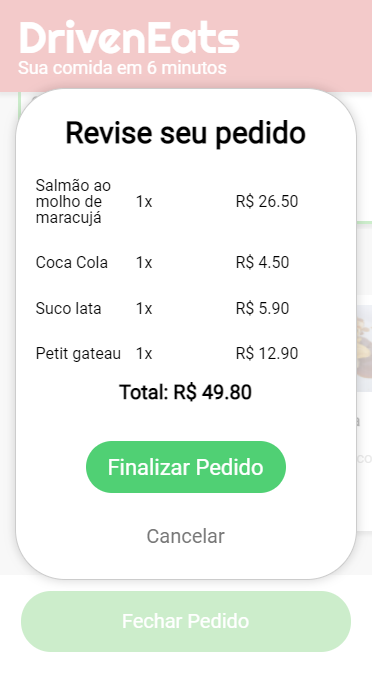 DrivenEats
Sua comida em 6 minutos
Revise seu pedido
Salmão ao
molho de
maracujá
1x
R$ 26.50
Coca Cola 1x R$ 4.50
Suco lata 1x R$ 5.90
Petit gateau 1x R$ 12.90
Total: R$ 49.80
Finalizar Pedido
Cancelar
Fechar Pedido